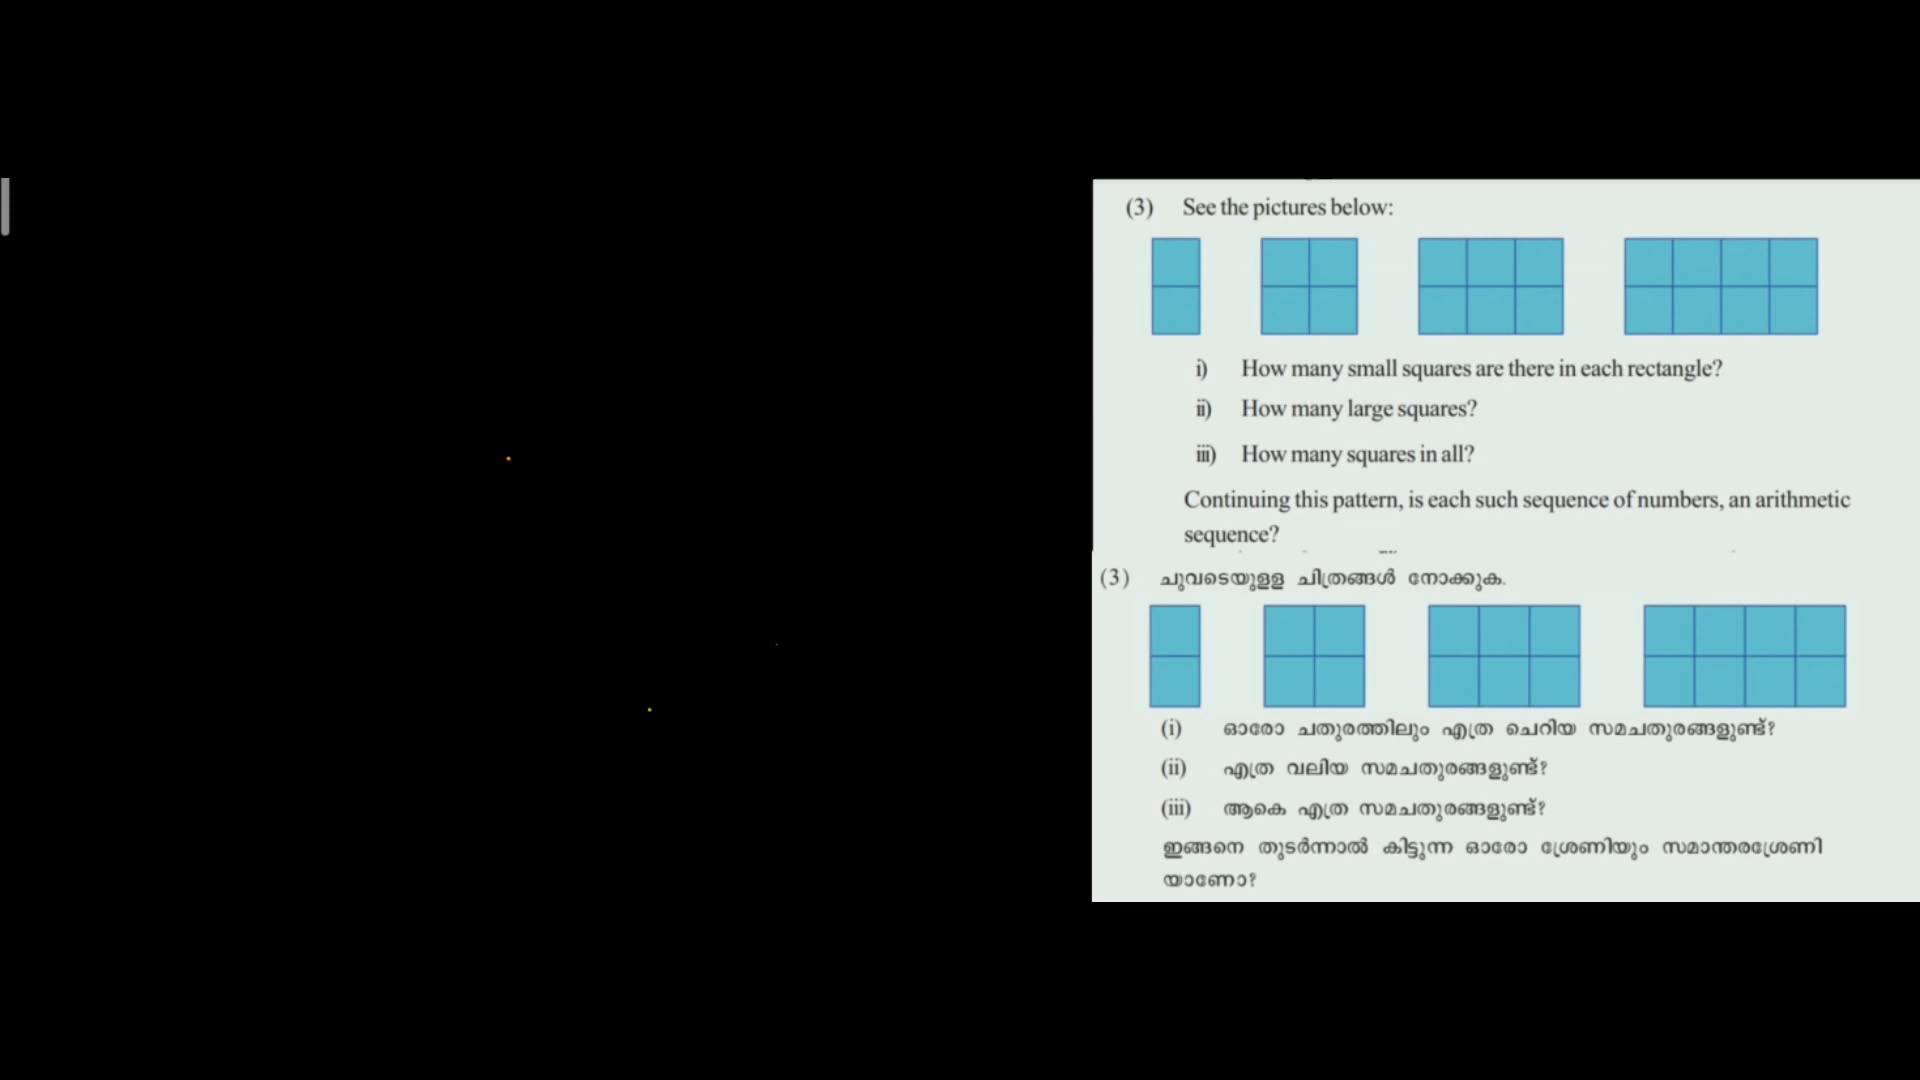 (3) See the pictures below:
i) How many small squares are there in each rectangle?
ii) How many large squares?
iii) How many squares in all?
Continuing this pattern, is each such sequence of numbers, an arithmetic
sequence?
(3) ചുവടെയുളള ചിത്രങ്ങൾ നോക്കുക.
(i) ഓരോ ചതുരത്തിലും എത്ര ചെറിയ സമചതുരങ്ങളുണ്ട്?
(ii) എത്ര വലിയ സമചതുരങ്ങളുണ്ട്?
(iii) ആകെ എത്ര സമചതുരങ്ങളുണ്ട്?
ഇങ്ങനെ തുടർന്നാൽ കിട്ടുന്ന ഓരോ ശ്രേണിയും സമാന്തരശ്രേണി
യാണോ?